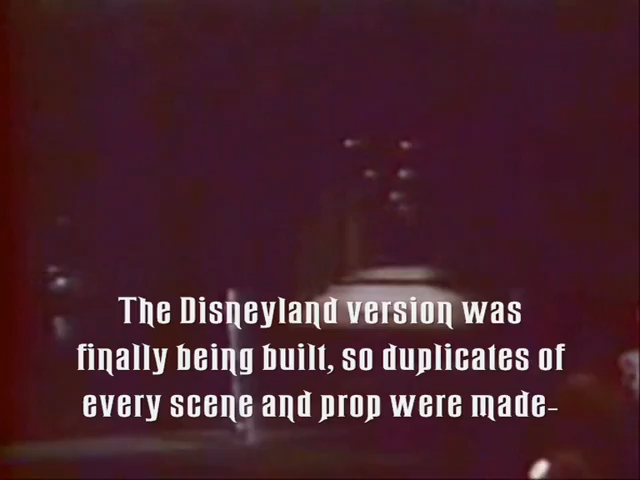 The Disneyland version was
finally being built, so duplicates of
every scene and prop were made-